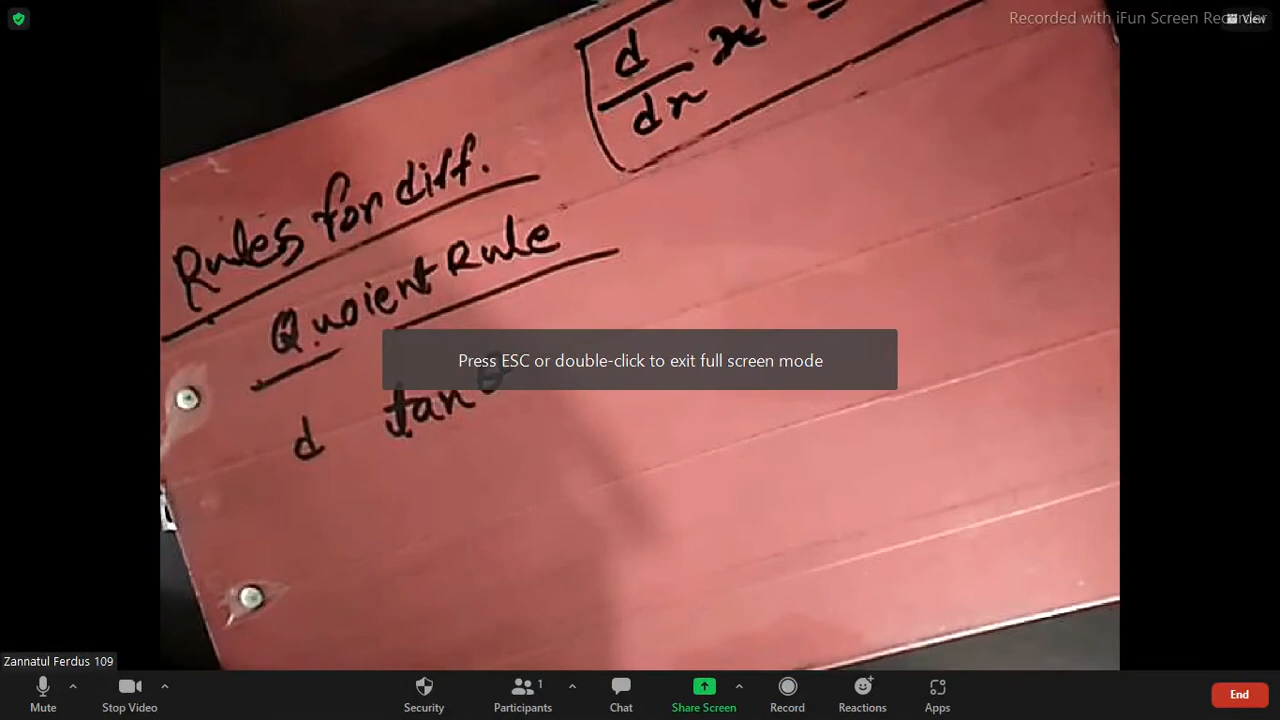 Recorded with iFun Screen Recorder
View
d
dx x^n =
Rules for diff.
Quoient Rule
Press ESC or double-click to exit full screen mode
d tan θ
Zannatul Ferdus 109
Mute
Stop Video
Security
1
Participants
Chat
Share Screen
Record
Reactions
Apps
End